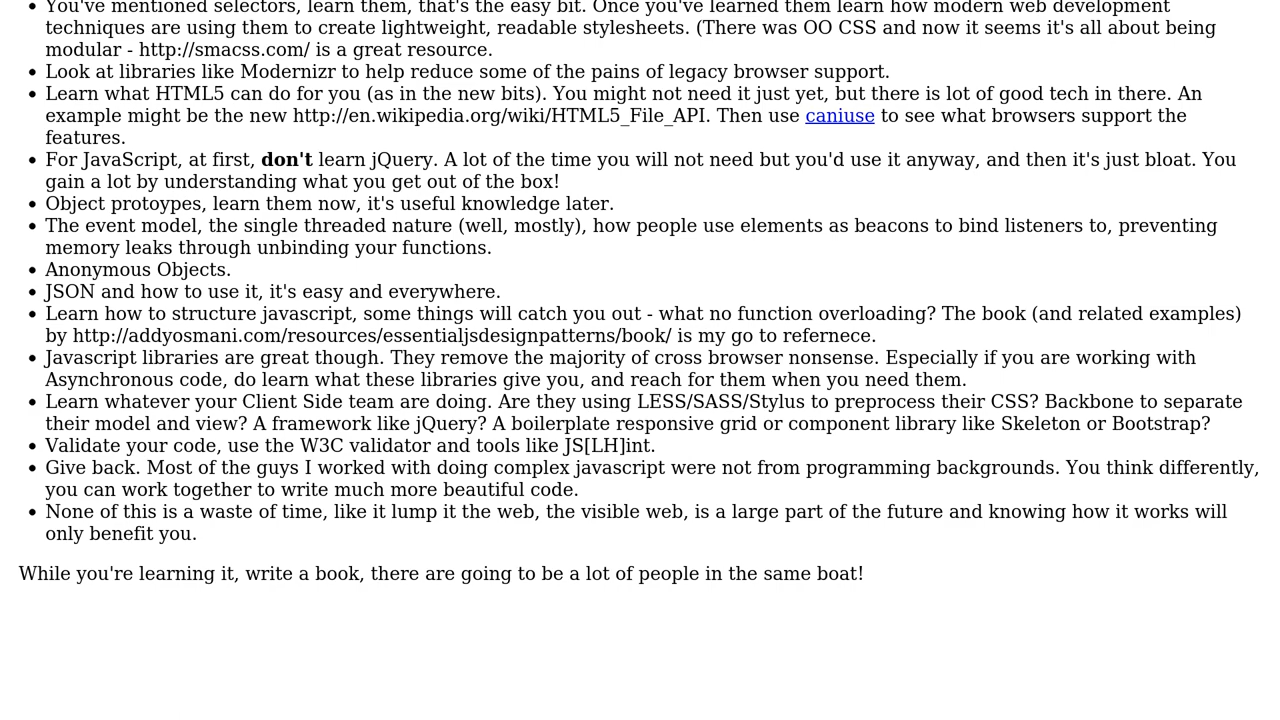 You've mentioned selectors, learn them, that's the easy bit. Once you've learned them learn how modern web development
techniques are using them to create lightweight, readable stylesheets. (There was OO CSS and now it seems it's all about being
modular - http://smacss.com/ is a great resource.
Look at libraries like Modernizr to help reduce some of the pains of legacy browser support.
Learn what HTML5 can do for you (as in the new bits). You might not need it just yet, but there is lot of good tech in there. An
example might be the new http://en.wikipedia.org/wiki/HTML5_File_API. Then use caniuse to see what browsers support the
features.
For JavaScript, at first, don't learn jQuery. A lot of the time you will not need but you'd use it anyway, and then it's just bloat. You
gain a lot by understanding what you get out of the box!
Object protoypes, learn them now, it's useful knowledge later.
The event model, the single threaded nature (well, mostly), how people use elements as beacons to bind listeners to, preventing
memory leaks through unbinding your functions.
Anonymous Objects.
JSON and how to use it, it's easy and everywhere.
Learn how to structure javascript, some things will catch you out - what no function overloading? The book (and related examples)
by http://addyosmani.com/resources/essentialjsdesignpatterns/book/ is my go to refernece.
Javascript libraries are great though. They remove the majority of cross browser nonsense. Especially if you are working with
Asynchronous code, do learn what these libraries give you, and reach for them when you need them.
Learn whatever your Client Side team are doing. Are they using LESS/SASS/Stylus to preprocess their CSS? Backbone to separate
their model and view? A framework like jQuery? A boilerplate responsive grid or component library like Skeleton or Bootstrap?
Validate your code, use the W3C validator and tools like JS[LH]int.
Give back. Most of the guys I worked with doing complex javascript were not from programming backgrounds. You think differently,
you can work together to write much more beautiful code.
None of this is a waste of time, like it lump it the web, the visible web, is a large part of the future and knowing how it works will
only benefit you.
While you're learning it, write a book, there are going to be a lot of people in the same boat!